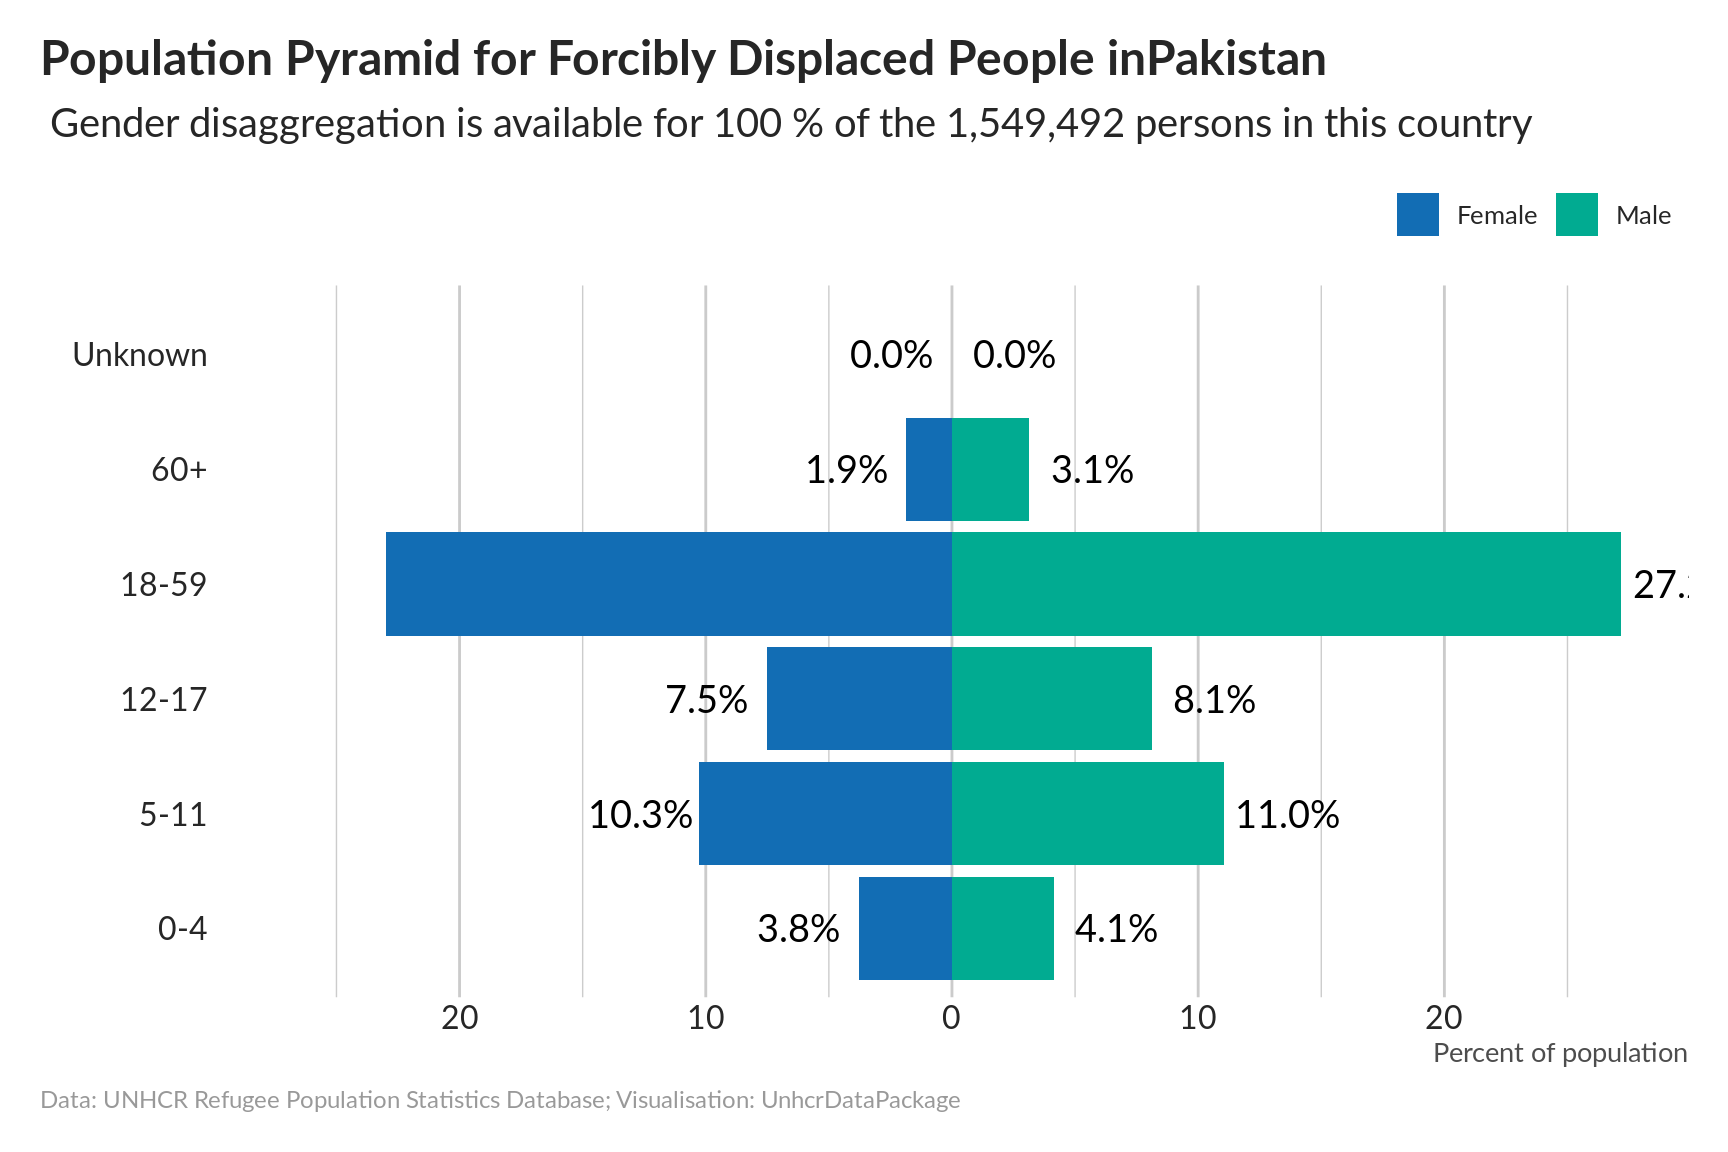 Population Pyramid for Forcibly Displaced People inPakistan
Gender disaggregation is available for 100 % of the 1,549,492 persons in this country
Female Male
Unknown 0.0% 0.0%
60+ 1.9% 3.1%
18-59 27.
12-17 7.5% 8.1%
5-11 10.3% 11.0%
0-4 3.8% 4.1%
20 10 0 10 20
Percent of population
Data: UNHCR Refugee Population Statistics Database; Visualisation: UnhcrDataPackage